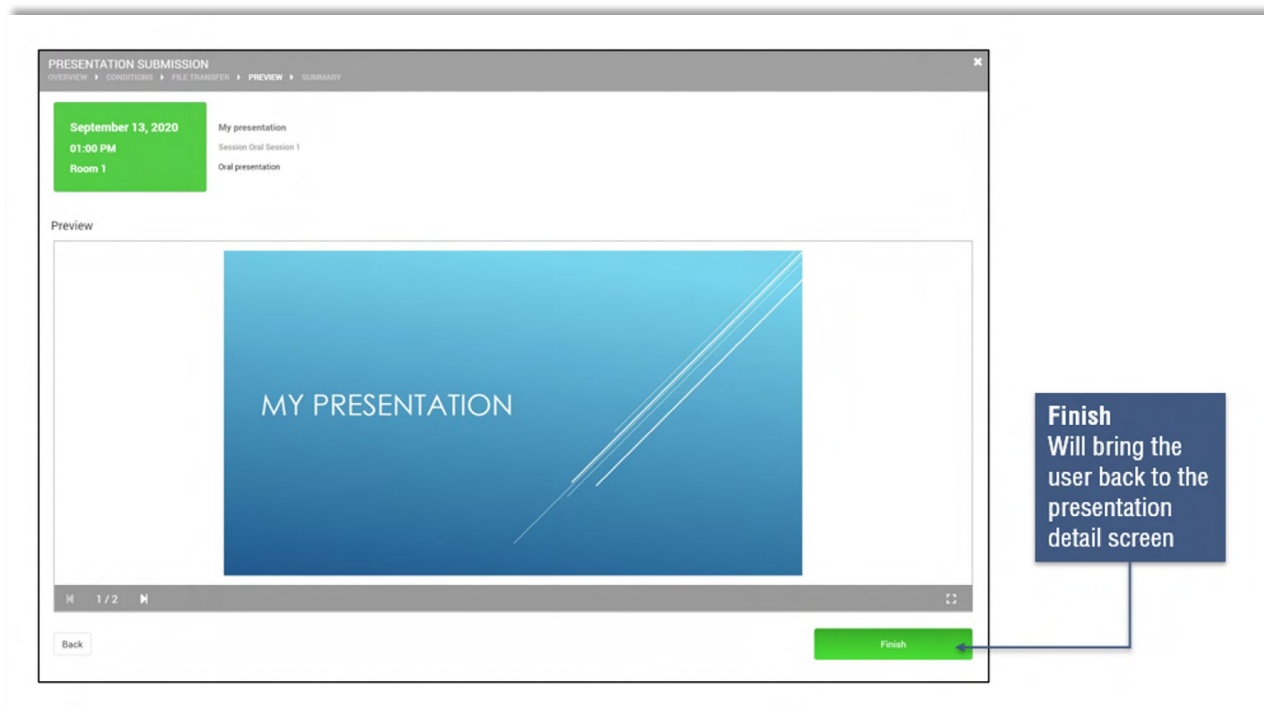 PRESENTATION SUBMISSION
OVERVIEW ▸ CONDITIONS ▸ FILE TRANSFER ▸ PREVIEW ▸ SUMMARY
September 13, 2020
01:00 PM
Room 1
My presentation
Session Oral Session 1
Oral presentation
Preview
MY PRESENTATION
1 / 2
Back
Finish
Finish
Will bring the
user back to the
presentation
detail screen